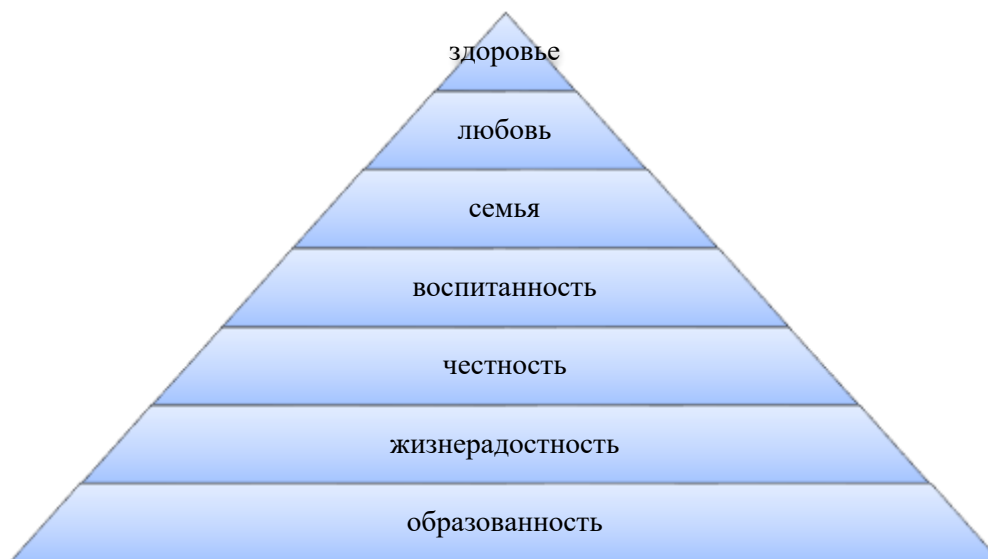 здоровье
любовь
семья
воспитанность
честность
жизнерадостность
образованность